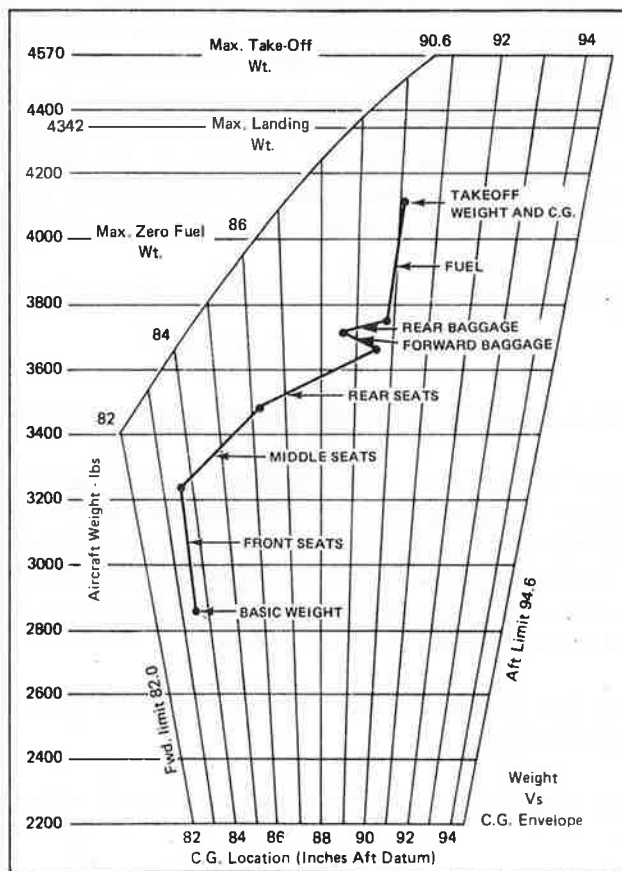 Max. Take-Off
Wt.
90.6 92 94
4570
4400
4342
Max. Landing
Wt.
4200
TAKEOFF
WEIGHT AND C.G.
4000
Max. Zero Fuel
Wt.
86
FUEL
3800
REAR BAGGAGE
FORWARD BAGGAGE
84
3600
REAR SEATS
82
3400
MIDDLE SEATS
3200
Aircraft Weight - lbs
FRONT SEATS
3000
BASIC WEIGHT
2800
Fwd. limit 82.0
Aft Limit 94.6
2600
2400
2200
Weight
Vs
C.G. Envelope
82 84 86 88 90 92 94
C.G. Location (Inches Aft Datum)